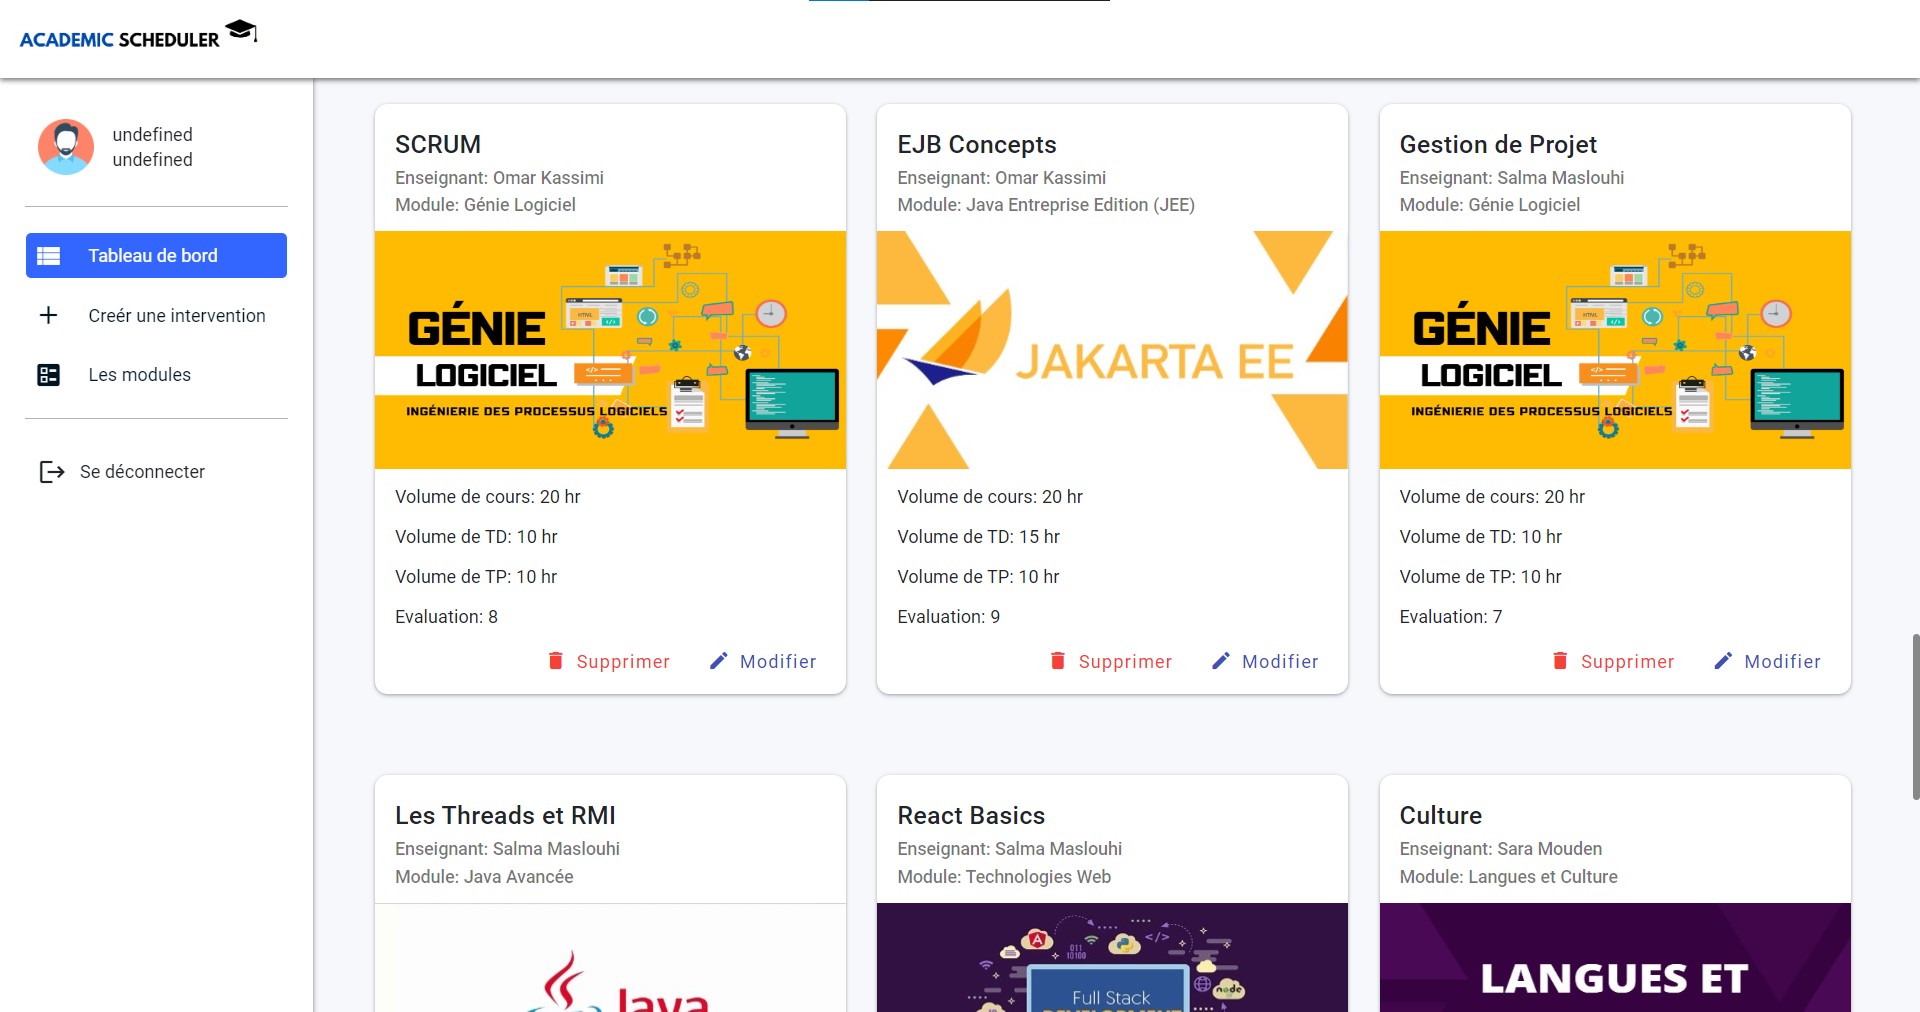 ACADEMIC SCHEDULER
undefined
undefined
Tableau de bord
Creér une intervention
Les modules
Se déconnecter
SCRUM
Enseignant: Omar Kassimi
Module: Génie Logiciel
GÉNIE
LOGICIEL
INGÉNIERIE DES PROCESSUS LOGICIELS
HTML
</>
</>
Volume de cours: 20 hr
Volume de TD: 10 hr
Volume de TP: 10 hr
Evaluation: 8
Supprimer
Modifier
EJB Concepts
Enseignant: Omar Kassimi
Module: Java Entreprise Edition (JEE)
JAKARTA EE
Volume de cours: 20 hr
Volume de TD: 15 hr
Volume de TP: 10 hr
Evaluation: 9
Supprimer
Modifier
Gestion de Projet
Enseignant: Salma Maslouhi
Module: Génie Logiciel
GÉNIE
LOGICIEL
INGÉNIERIE DES PROCESSUS LOGICIELS
HTML
</>
</>
Volume de cours: 20 hr
Volume de TD: 10 hr
Volume de TP: 10 hr
Evaluation: 7
Supprimer
Modifier
Les Threads et RMI
Enseignant: Salma Maslouhi
Module: Java Avancée
Java
React Basics
Enseignant: Salma Maslouhi
Module: Technologies Web
A
011
10100
</>
node
Full Stack
DEVELOPMENT
Culture
Enseignant: Sara Mouden
Module: Langues et Culture
LANGUES ET